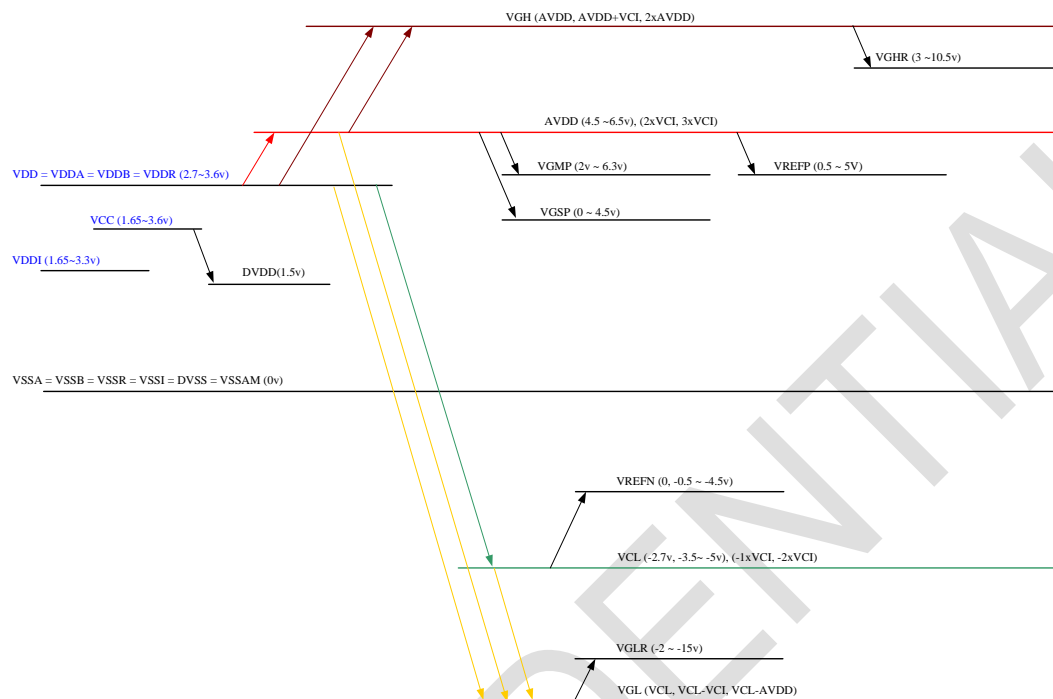 VGH (AVDD, AVDD+VCI, 2xAVDD)
VGHR (3 ~10.5v)
AVDD (4.5 ~6.5v), (2xVCI, 3xVCI)
VDD = VDDA = VDDB = VDDR (2.7~3.6v)
VGMP (2v ~ 6.3v)
VREFP (0.5 ~ 5V)
VCC (1.65~3.6v)
VGSP (0 ~ 4.5v)
VDDI (1.65~3.3v)
DVDD(1.5v)
VSSA = VSSB = VSSR = VSSI = DVSS = VSSAM (0v)
VREFN (0, -0.5 ~ -4.5v)
VCL (-2.7v, -3.5~ -5v), (-1xVCI, -2xVCI)
VGLR (-2 ~ -15v)
VGL (VCL, VCL-VCI, VCL-AVDD)
DENTIAL